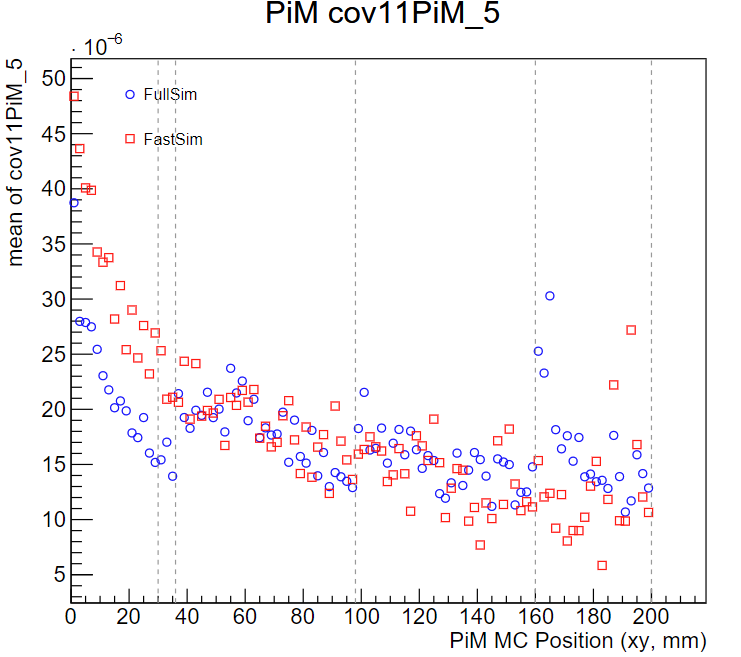 PiM cov11PiM_5
· 10⁻⁶
mean of cov11PiM_5
50
45
40
35
30
25
20
15
10
5
FullSim
FastSim
0 20 40 60 80 100 120 140 160 180 200
PiM MC Position (xy, mm)